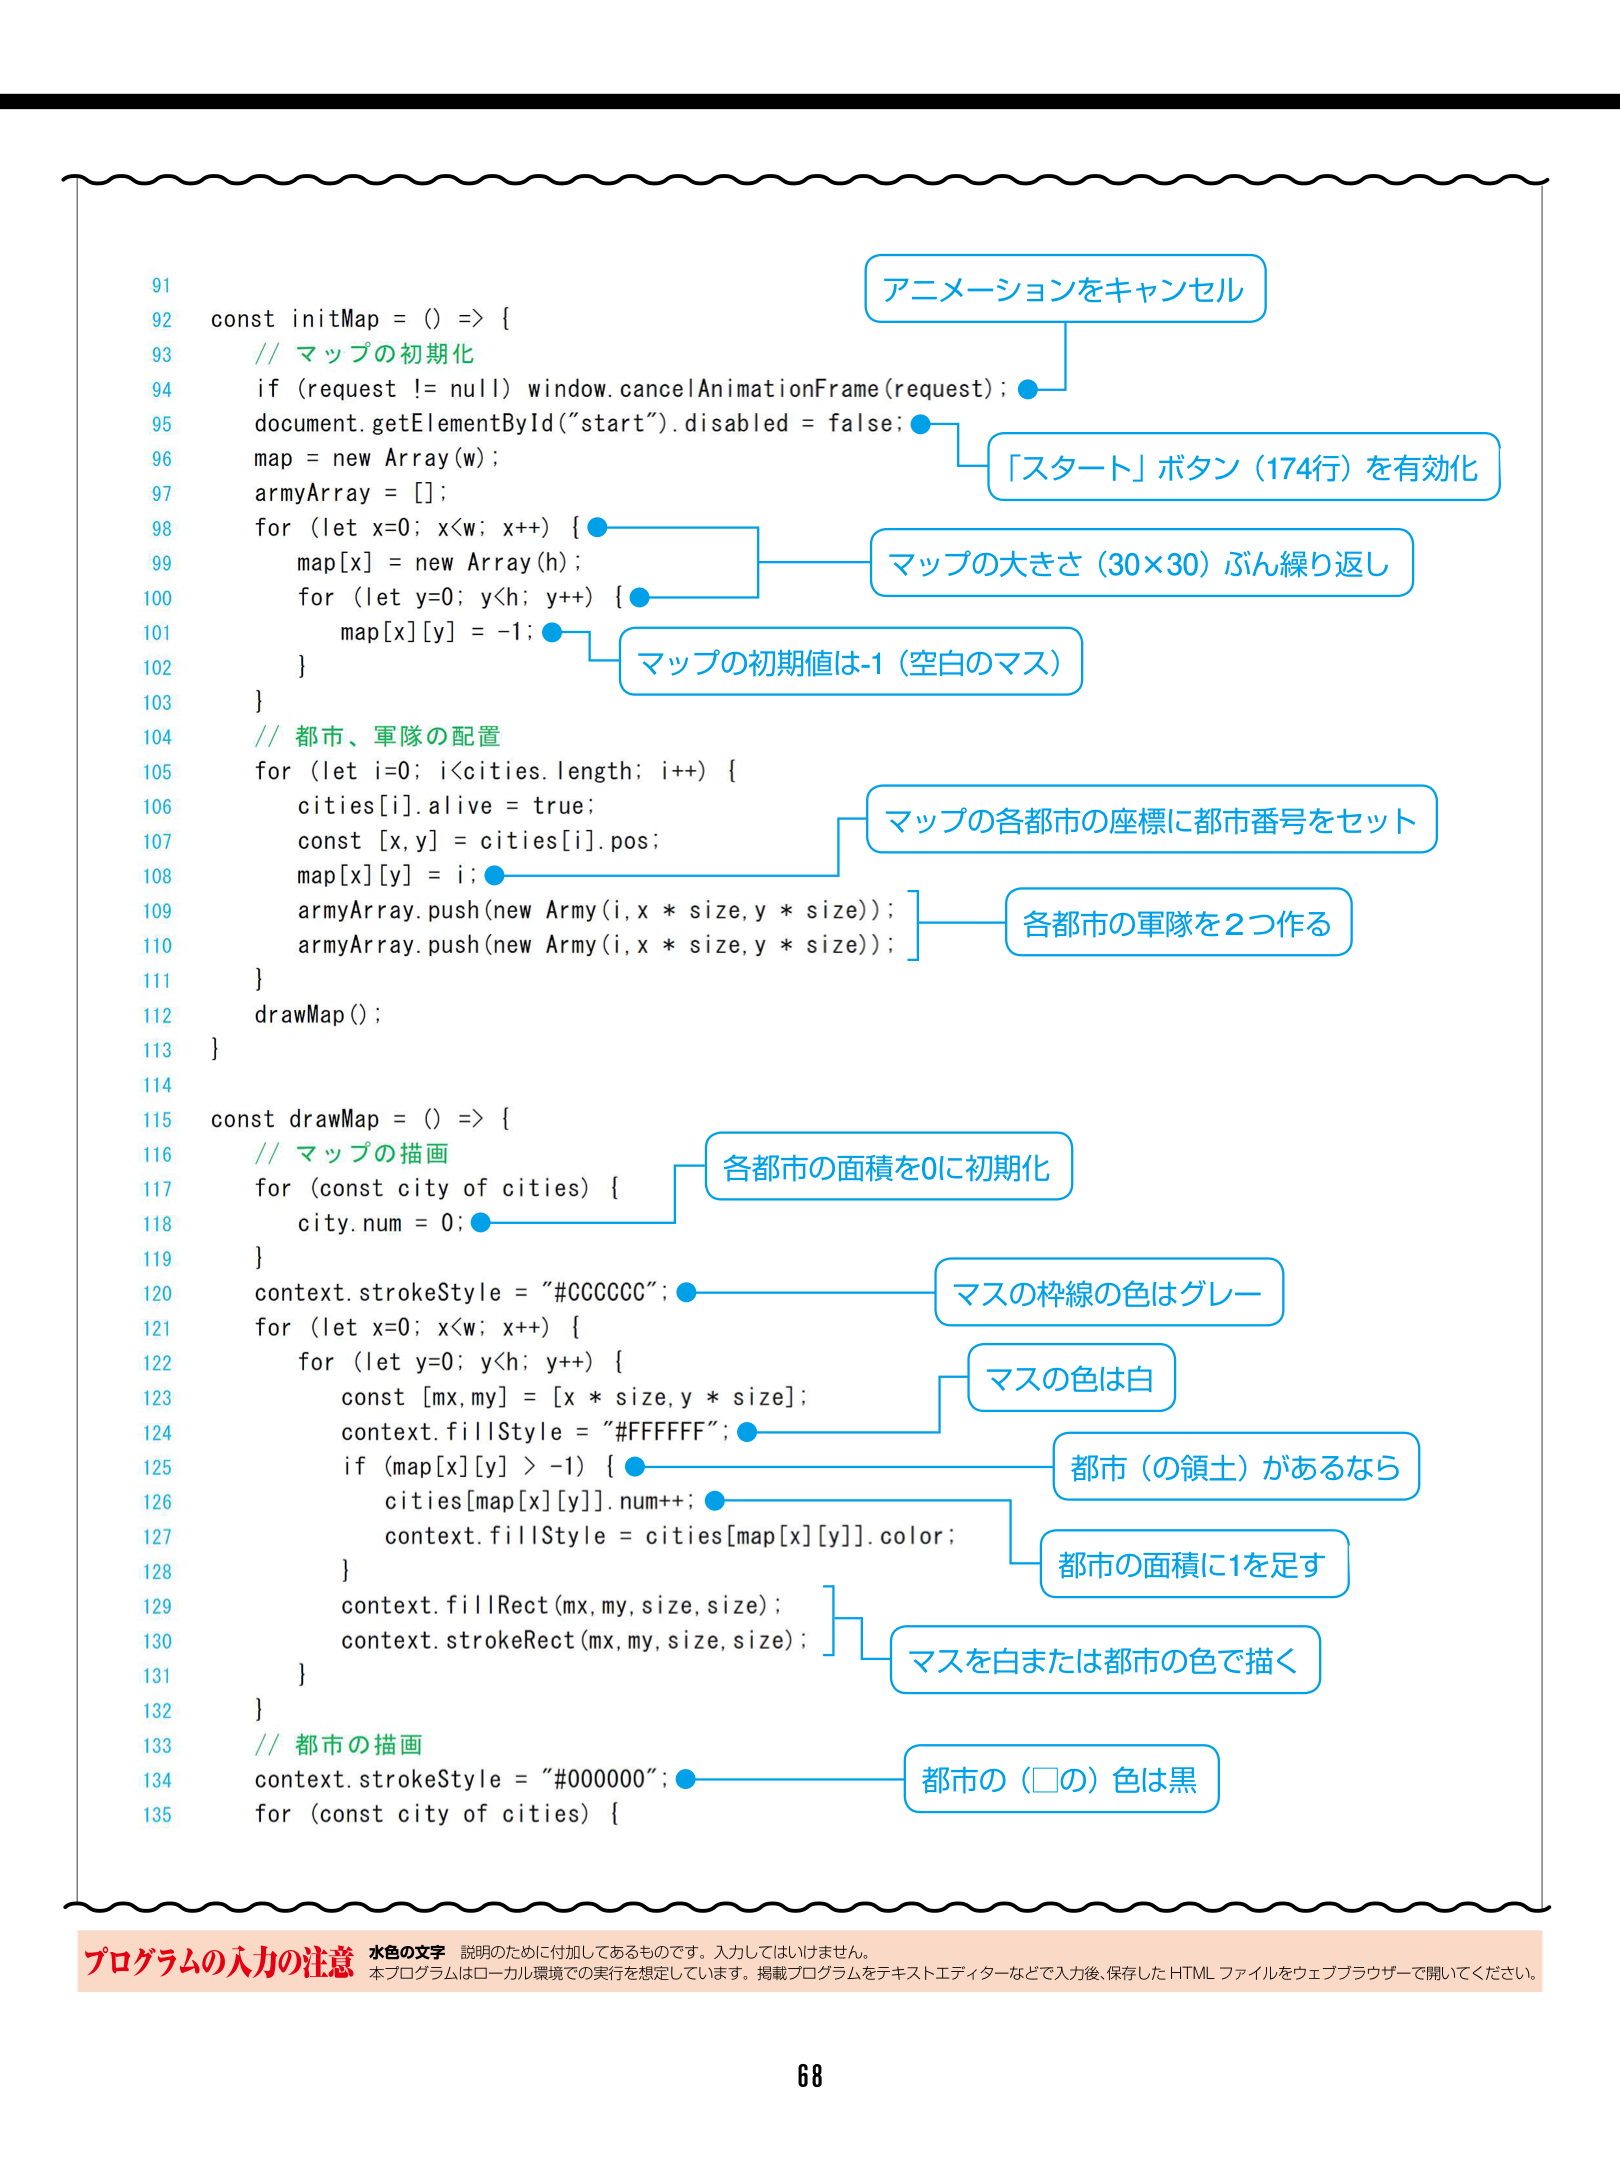 91
アニメーションをキャンセル
92 const initMap = () => {
93 // マップの初期化
94 if (request != null) window.cancelAnimationFrame(request);
95 document.getElementById("start").disabled = false;
「スタート」ボタン（174行）を有効化
96 map = new Array(w);
97 armyArray = [];
98 for (let x=0; x<w; x++) {
マップの大きさ（30×30）ぶん繰り返し
99 map[x] = new Array(h);
100 for (let y=0; y<h; y++) {
101 map[x][y] = -1;
マップの初期値は-1（空白のマス）
102 }
103 }
104 // 都市、軍隊の配置
105 for (let i=0; i<cities.length; i++) {
106 cities[i].alive = true;
マップの各都市の座標に都市番号をセット
107 const [x,y] = cities[i].pos;
108 map[x][y] = i;
109 armyArray.push(new Army(i,x * size,y * size));
各都市の軍隊を２つ作る
110 armyArray.push(new Army(i,x * size,y * size));
111 }
112 drawMap();
113 }
114
115 const drawMap = () => {
116 // マップの描画
各都市の面積を0に初期化
117 for (const city of cities) {
118 city.num = 0;
119 }
120 context.strokeStyle = "#CCCCCC";
マスの枠線の色はグレー
121 for (let x=0; x<w; x++) {
122 for (let y=0; y<h; y++) {
マスの色は白
123 const [mx,my] = [x * size,y * size];
124 context.fillStyle = "#FFFFFF";
125 if (map[x][y] > -1) {
都市（の領土）があるなら
126 cities[map[x][y]].num++;
127 context.fillStyle = cities[map[x][y]].color;
都市の面積に1を足す
128 }
129 context.fillRect(mx,my,size,size);
130 context.strokeRect(mx,my,size,size);
マスを白または都市の色で描く
131 }
132 }
133 // 都市の描画
134 context.strokeStyle = "#000000";
都市の（□の）色は黒
135 for (const city of cities) {
プログラムの入力の注意
水色の文字 説明のために付加してあるものです。入力してはいけません。
本プログラムはローカル環境での実行を想定しています。掲載プログラムをテキストエディターなどで入力後、保存した HTML ファイルをウェブブラウザーで開いてください。
68